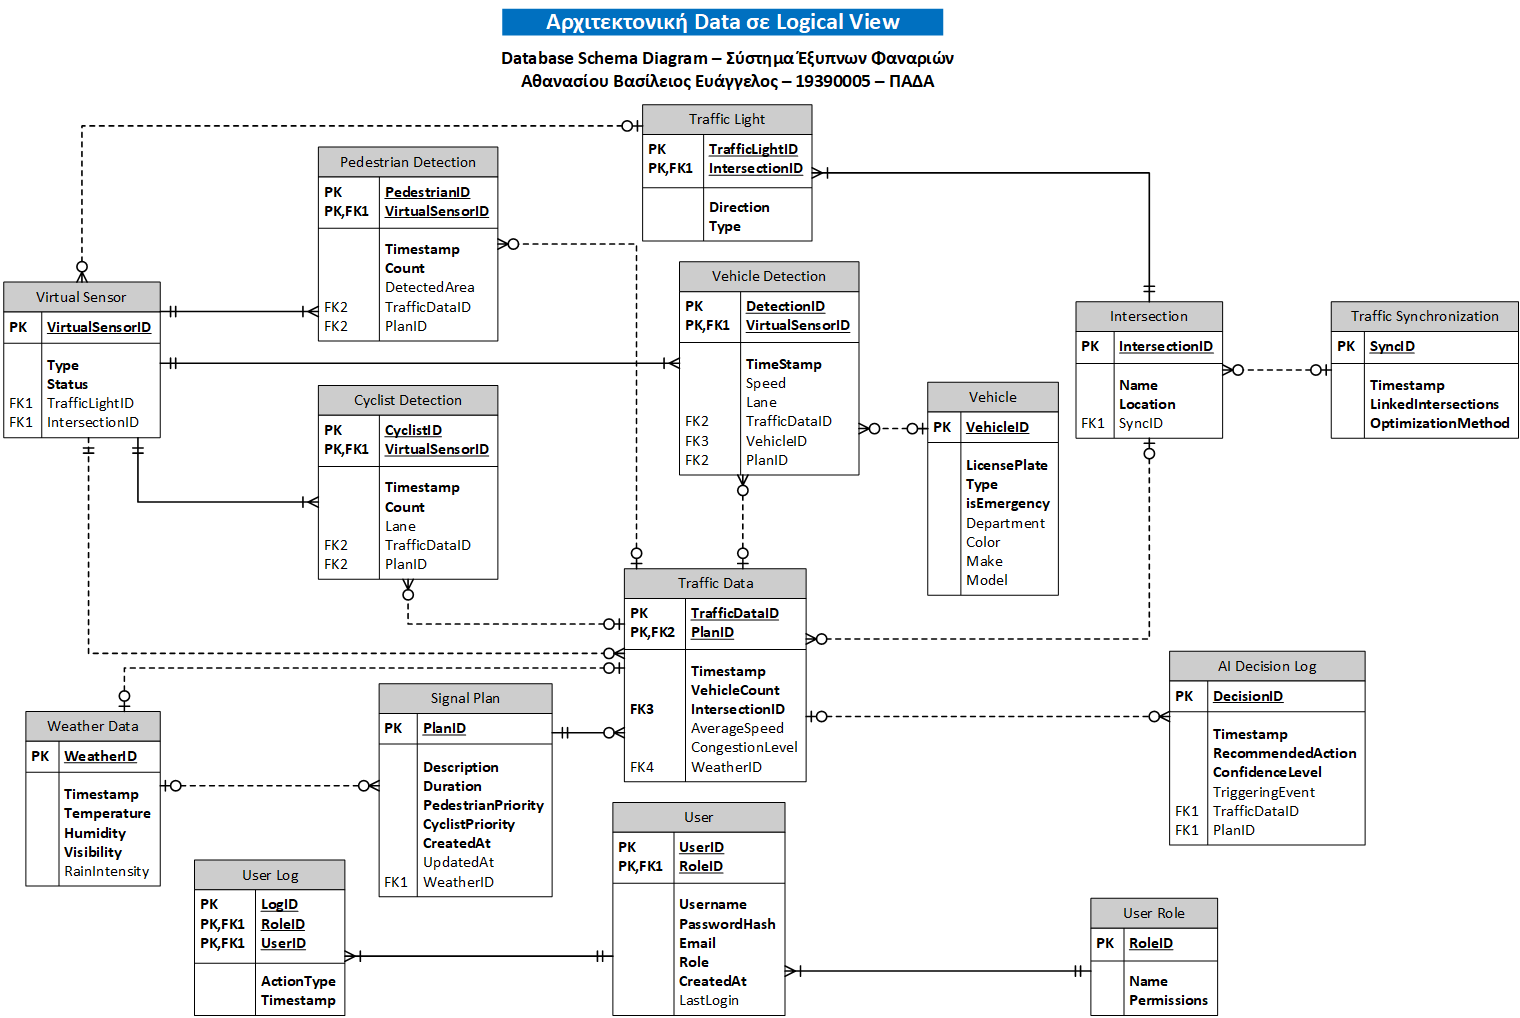 Αρχιτεκτονική Data σε Logical View
Database Schema Diagram – Σύστημα Έξυπνων Φαναριών
Αθανασίου Βασίλειος Ευάγγελος – 19390005 – ΠΑΔΑ
Traffic Light
PK TrafficLightID
PK,FK1 IntersectionID
Direction
Type
Pedestrian Detection
PK PedestrianID
PK,FK1 VirtualSensorID
Timestamp
Count
DetectedArea
FK2 TrafficDataID
FK2 PlanID
Virtual Sensor
PK VirtualSensorID
Type
Status
FK1 TrafficLightID
FK1 IntersectionID
Vehicle Detection
PK DetectionID
PK,FK1 VirtualSensorID
TimeStamp
Speed
Lane
FK2 TrafficDataID
FK3 VehicleID
FK2 PlanID
Intersection
PK IntersectionID
Name
Location
FK1 SyncID
Traffic Synchronization
PK SyncID
Timestamp
LinkedIntersections
OptimizationMethod
Cyclist Detection
PK CyclistID
PK,FK1 VirtualSensorID
Timestamp
Count
Lane
FK2 TrafficDataID
FK2 PlanID
Vehicle
PK VehicleID
LicensePlate
Type
isEmergency
Department
Color
Make
Model
Traffic Data
PK TrafficDataID
PK,FK2 PlanID
Timestamp
VehicleCount
FK3 IntersectionID
AverageSpeed
CongestionLevel
FK4 WeatherID
AI Decision Log
PK DecisionID
Timestamp
RecommendedAction
ConfidenceLevel
TriggeringEvent
FK1 TrafficDataID
FK1 PlanID
Signal Plan
PK PlanID
Description
Duration
PedestrianPriority
CyclistPriority
CreatedAt
UpdatedAt
FK1 WeatherID
Weather Data
PK WeatherID
Timestamp
Temperature
Humidity
Visibility
RainIntensity
User
PK UserID
PK,FK1 RoleID
Username
PasswordHash
Email
Role
CreatedAt
LastLogin
User Log
PK LogID
PK,FK1 RoleID
PK,FK1 UserID
ActionType
Timestamp
User Role
PK RoleID
Name
Permissions